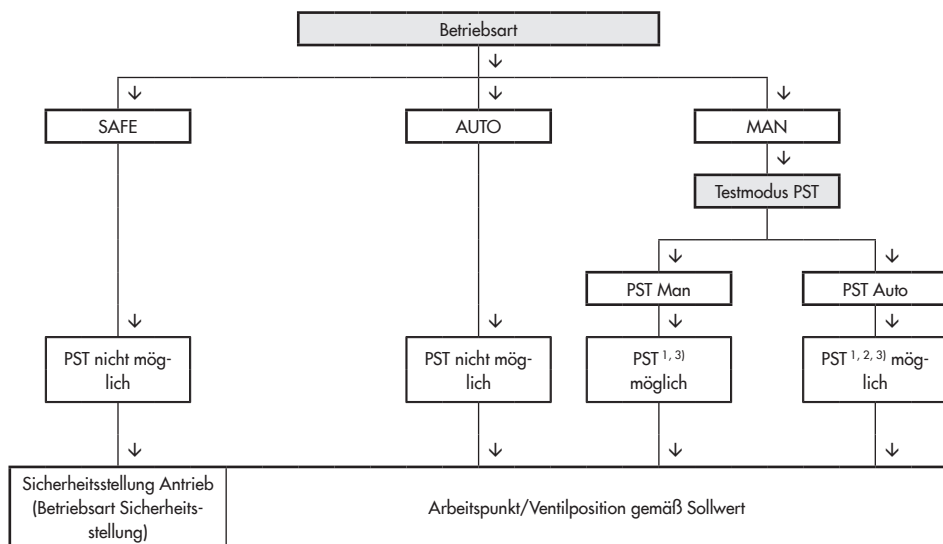 Betriebsart
SAFE
AUTO
MAN
Testmodus PST
PST Man
PST Auto
PST nicht mög-
lich
PST nicht mög-
lich
PST 1, 3)
möglich
PST 1, 2, 3) mög-
lich
Sicherheitsstellung Antrieb
(Betriebsart Sicherheits-
stellung)
Arbeitspunkt/Ventilposition gemäß Sollwert